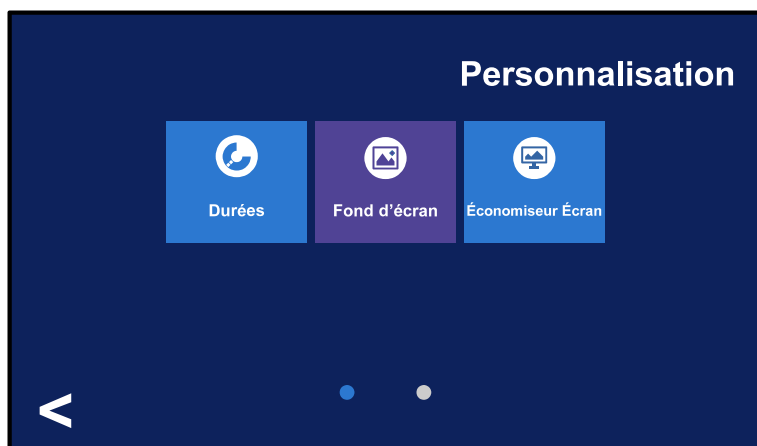 Personnalisation
Durées
Fond d'écran
Économiseur Écran
<